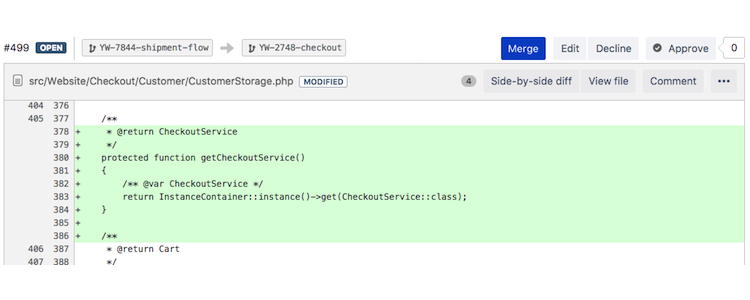 #499 OPEN YW-7844-shipment-flow YW-2748-checkout Merge Edit Decline Approve 0
src/Website/Checkout/Customer/CustomerStorage.php MODIFIED 4 Side-by-side diff View file Comment •••
404 376
405 377 /**
378 + * @return CheckoutService
379 + */
380 + protected function getCheckoutService()
381 + {
382 + /** @var CheckoutService */
383 + return InstanceContainer::instance()->get(CheckoutService::class);
384 + }
385 +
386 + /**
406 387 * @return Cart
407 388 */